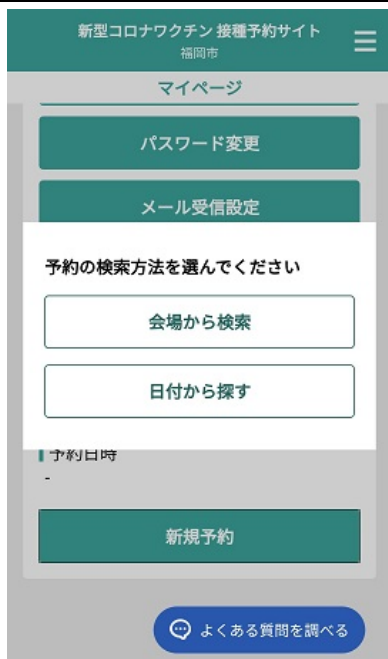 新型コロナワクチン 接種予約サイト
福岡市
マイページ
パスワード変更
メール受信設定
予約の検索方法を選んでください
会場から検索
日付から探す
予約日時
-
新規予約
よくある質問を調べる